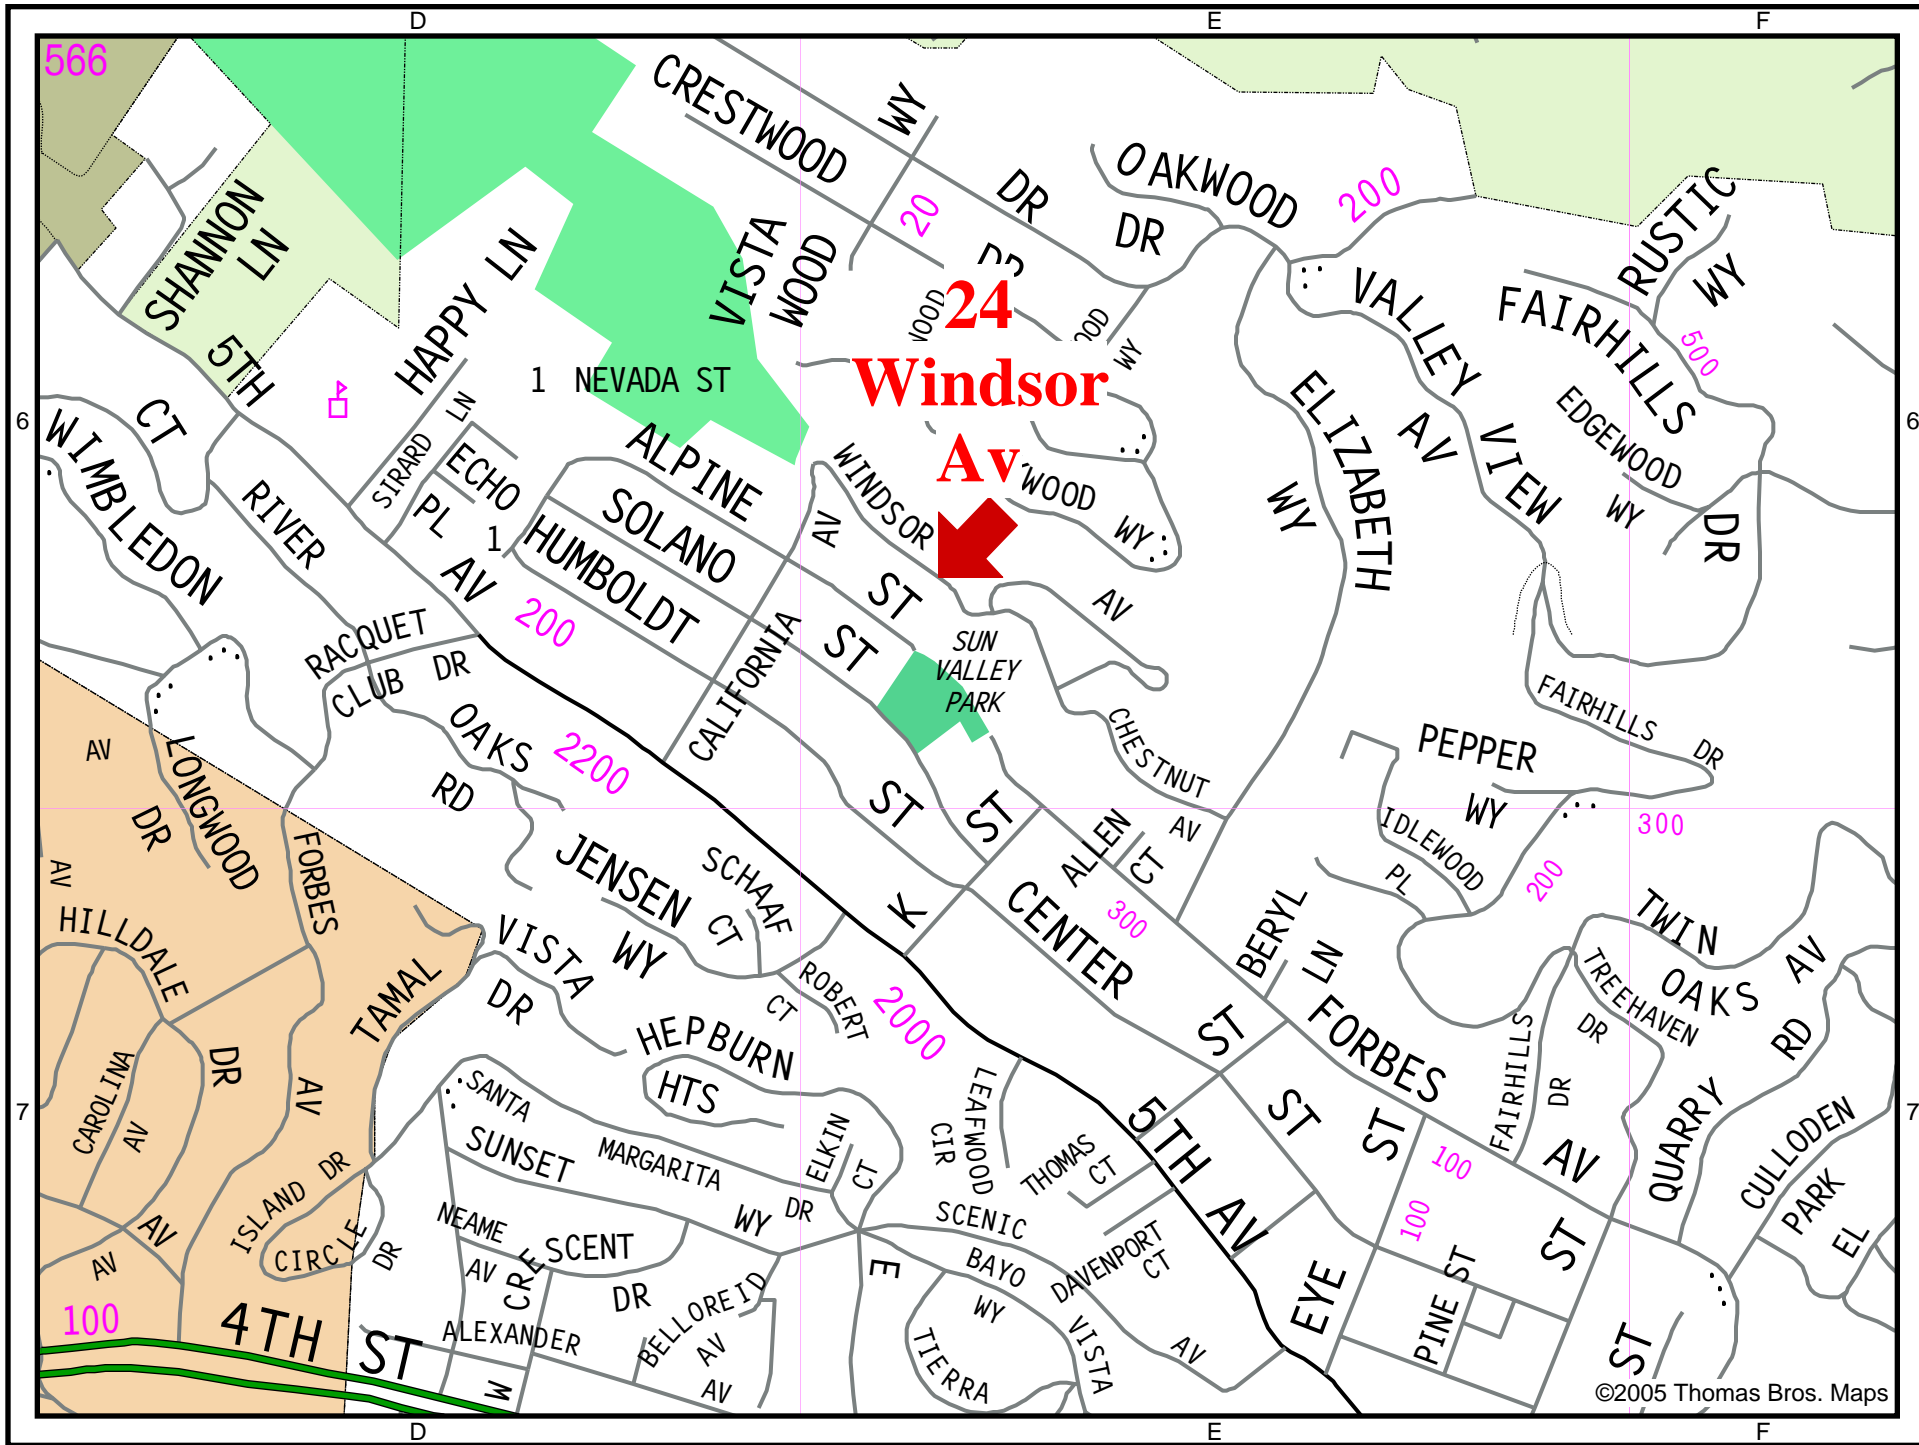 D
E
F
566
CRESTWOOD
DR
WY
OAKWOOD
DR
200
20
SHANNON
LN
HAPPY LN
VISTA
WOOD
DR
24
Windsor
Av
WOOD
WY
RUSTIC
WY
VALLEY VIEW
AV
FAIRHILLS
DR
500
5TH
AV
1 NEVADA ST
6
6
CT
WIMBLEDON
RIVER
SIRARD
LN
ECHO
PL
1
ALPINE
ST
SOLANO
ST
HUMBOLDT
ST
WINDSOR
AV
WOOD
WY
ELIZABETH
WY
EDGEWOOD
WY
AV
200
RACQUET
CLUB DR
CALIFORNIA
AV
SUN
VALLEY
PARK
CHESTNUT
AV
FAIRHILLS
DR
PEPPER
WY
AV
LONGWOOD
DR
OAKS
RD
2200
ST
ALLEN
CT
IDLEWOOD
PL
300
200
AV
FORBES
AV
HILLDALE
DR
JENSEN
WY
SCHAAF
CT
K
ST
CENTER
ST
300
BERYL
LN
TWIN
OAKS
AV
TREEHAVEN
DR
TAMAL
VISTA
DR
ROBERT
CT
2000
HEPBURN
HTS
FORBES
AV
FAIRHILLS
DR
RD
QUARRY
CULLODEN
PARK
EL
7
7
CAROLINA
AV
SANTA
MARGARITA
DR
SUNSET
WY
ELKIN
CT
LEAFWOOD
CIR
THOMAS
CT
5TH AV
ST
100
100
ISLAND DR
CIRCLE
DR
AV
AV
NEAME
AV
CRESCENT
DR
SCENIC
AV
BAYO
VISTA
WY
DAVENPORT
CT
E
EYE
ST
PINE ST
ST
100
4TH
ST
ALEXANDER
AV
W
BELLOREID
AV
TIERRA
ST
©2005 Thomas Bros. Maps
D
E
F